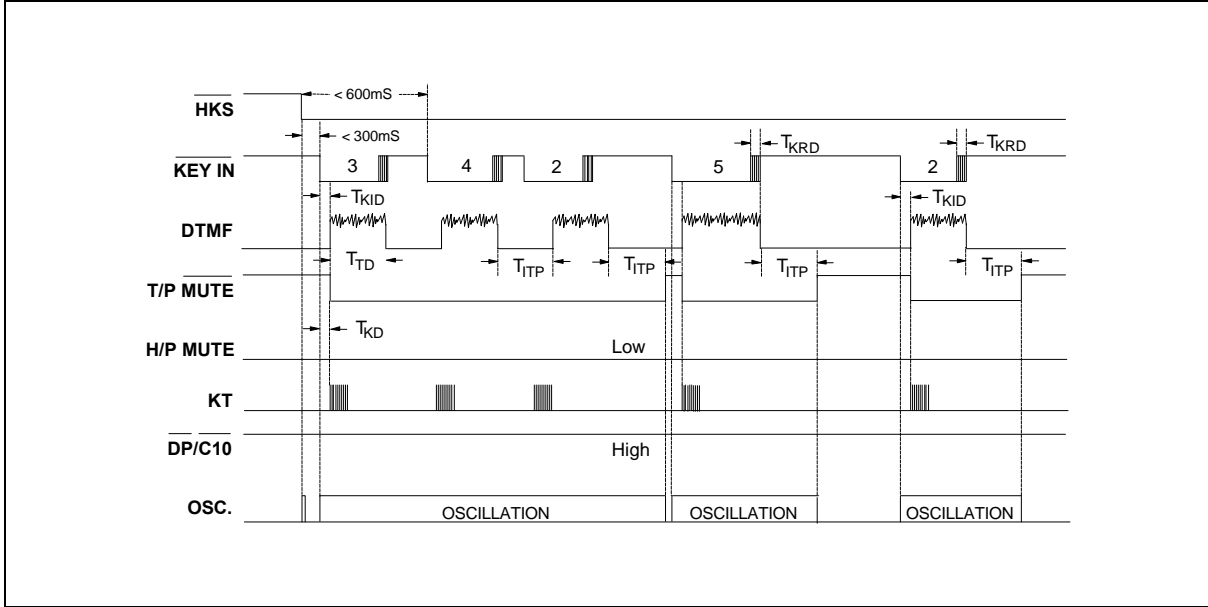 < 600mS
HKS
< 300mS
TKRD
TKRD
KEY IN
3
4
2
5
2
TKID
TKID
DTMF
TTD
TITP
TITP
TITP
TITP
T/P MUTE
TKD
H/P MUTE
Low
KT
DP/C10
High
OSC.
OSCILLATION
OSCILLATION
OSCILLATION